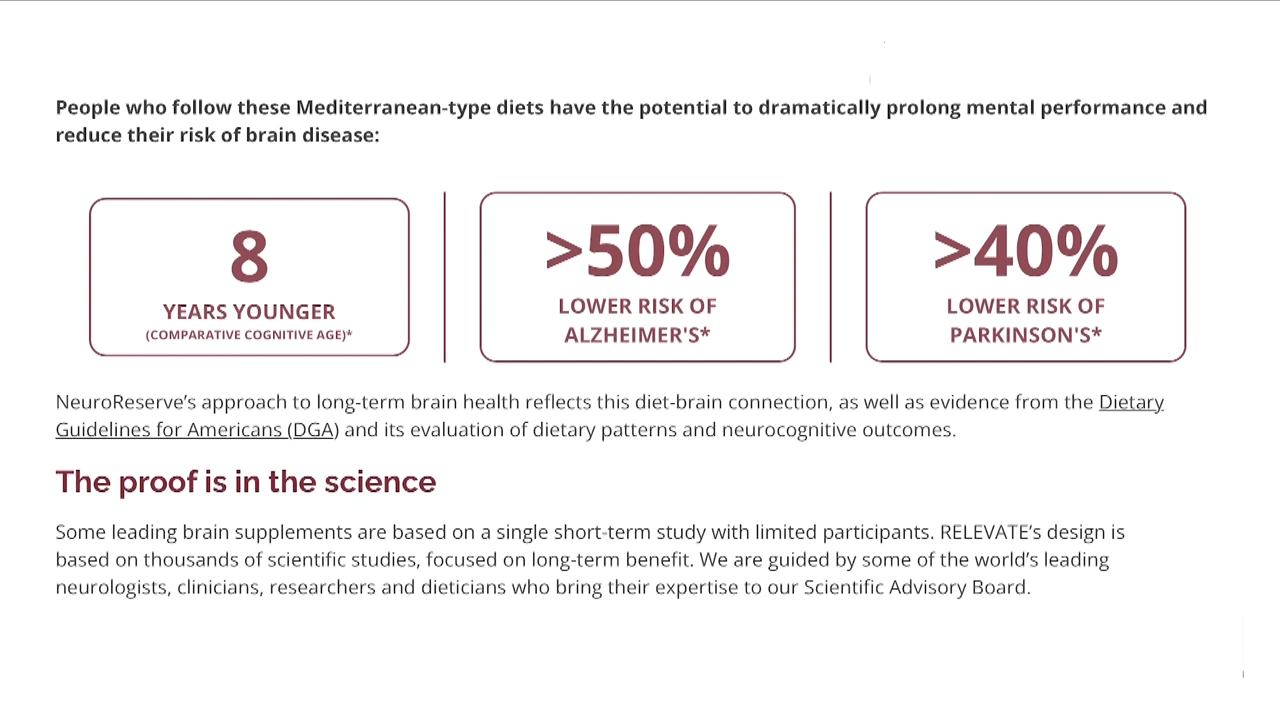 People who follow these Mediterranean-type diets have the potential to dramatically prolong mental performance and
reduce their risk of brain disease:
8
YEARS YOUNGER
(COMPARATIVE COGNITIVE AGE)*
>50%
LOWER RISK OF
ALZHEIMER'S*
>40%
LOWER RISK OF
PARKINSON'S*
NeuroReserve’s approach to long-term brain health reflects this diet-brain connection, as well as evidence from the Dietary
Guidelines for Americans (DGA) and its evaluation of dietary patterns and neurocognitive outcomes.
The proof is in the science
Some leading brain supplements are based on a single short-term study with limited participants. RELEVATE’s design is
based on thousands of scientific studies, focused on long-term benefit. We are guided by some of the world’s leading
neurologists, clinicians, researchers and dieticians who bring their expertise to our Scientific Advisory Board.